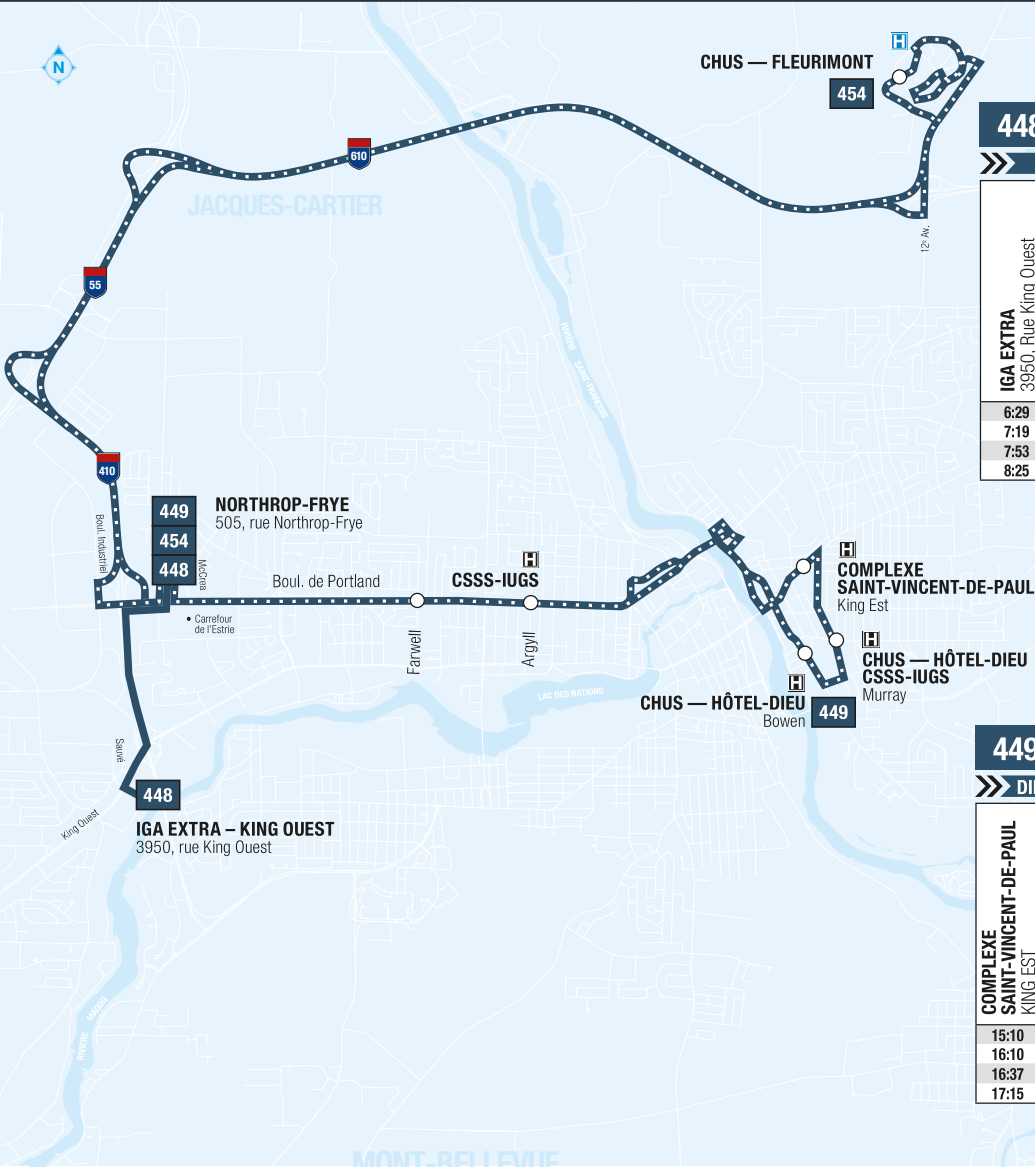 N
CHUS — FLEURIMONT
454
H
610
JACQUES-CARTIER
12e Av.
55
RIVIÈRE SAINT-FRANÇOIS
410
Boul. Industriel
449
454
448
McCrea
NORTHROP-FRYE
505, rue Northrop-Frye
Boul. de Portland
H
CSSS-IUGS
• Carrefour
de l'Estrie
Farwell
Argyll
H
COMPLEXE
SAINT-VINCENT-DE-PAUL
King Est
H
CHUS — HÔTEL-DIEU
CSSS-IUGS
Murray
H
CHUS — HÔTEL-DIEU
Bowen
449
LAC DES NATIONS
Sauvé
King Ouest
448
IGA EXTRA – KING OUEST
3950, rue King Ouest
RIVIÈRE MAGOG
MONT-BELLEVUE
448
IGA EXTRA
3950, Rue King Ouest
6:29
7:19
7:53
8:25
449
DI
COMPLEXE
SAINT-VINCENT-DE-PAUL
KING EST
15:10
16:10
16:37
17:15